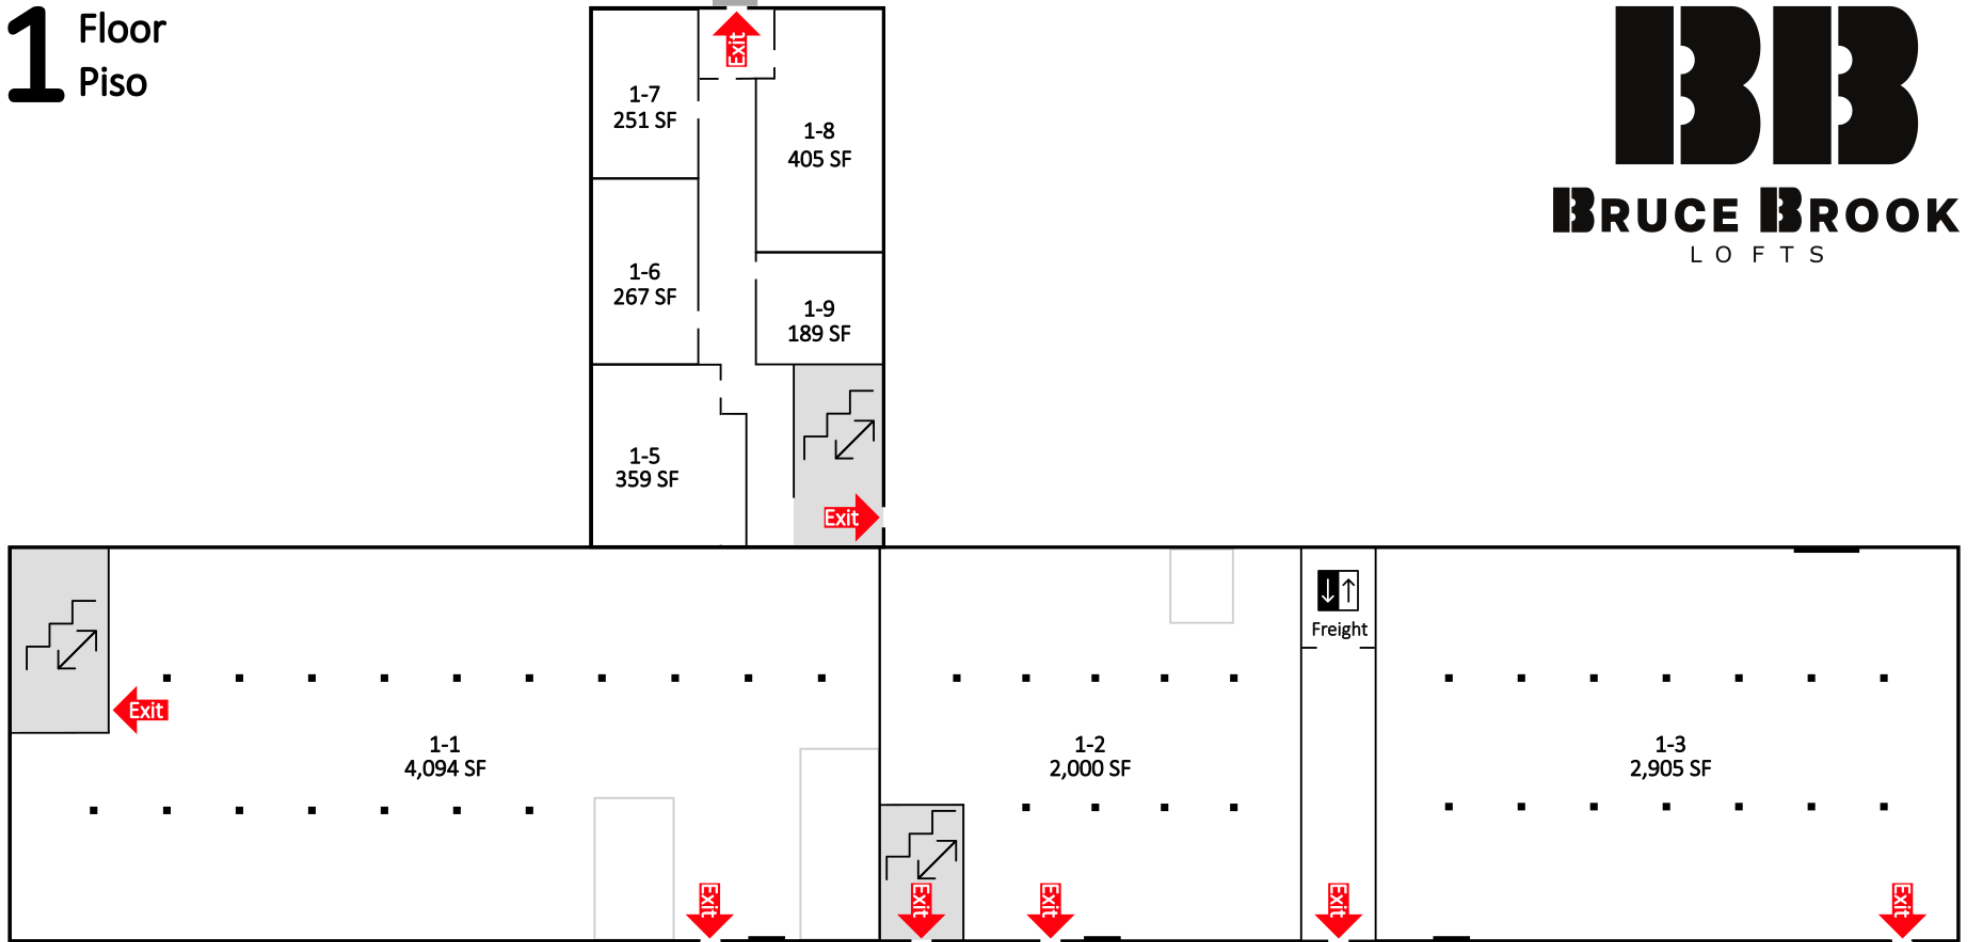 1 Floor
Piso
BB
BRUCE BROOK
LOFTS
Exit
1-7
251 SF
1-8
405 SF
1-6
267 SF
1-9
189 SF
1-5
359 SF
Exit
Freight
Exit
1-1
4,094 SF
1-2
2,000 SF
1-3
2,905 SF
Exit
Exit
Exit
Exit
Exit